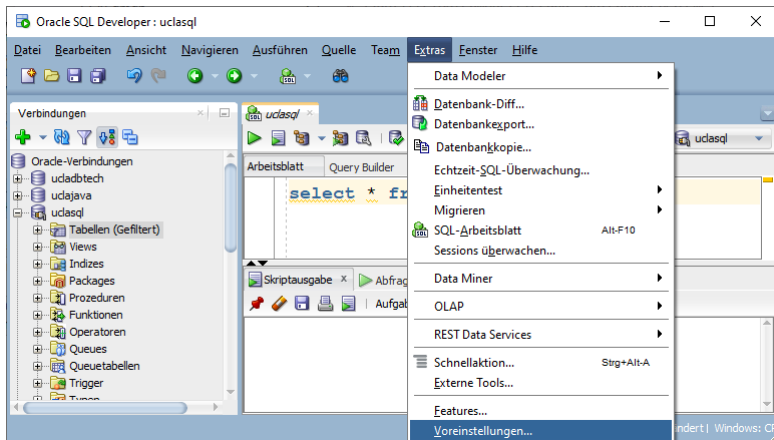 Oracle SQL Developer : uclasql
Datei Bearbeiten Ansicht Navigieren Ausführen Quelle Team Extras Fenster Hilfe
Verbindungen
Oracle-Verbindungen
ucladbtech
uclajava
uclasql
Tabellen (Gefiltert)
Views
Indizes
Packages
Prozeduren
Funktionen
Operatoren
Queues
Queuetabellen
Trigger
Typen
uclasql
uclasql
Arbeitsblatt Query Builder
select * fr
Skriptausgabe Abfrag
Aufgab
Data Modeler
Datenbank-Diff...
Datenbankexport...
Datenbankkopie...
Echtzeit-SQL-Überwachung...
Einheitentest
Migrieren
SQL-Arbeitsblatt Alt-F10
Sessions überwachen...
Data Miner
OLAP
REST Data Services
Schnellaktion... Strg+Alt-A
Externe Tools...
Features...
Voreinstellungen...
ndert | Windows: CR